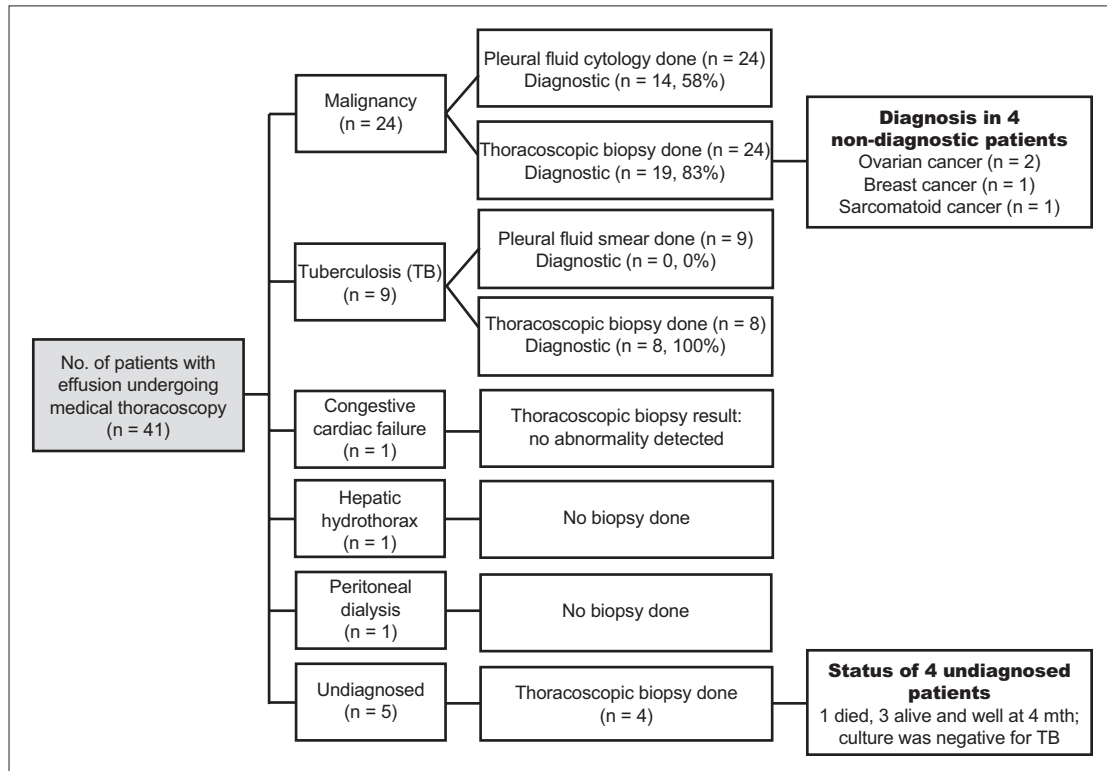 No. of patients with
effusion undergoing
medical thoracoscopy
(n = 41)
Malignancy
(n = 24)
Pleural fluid cytology done (n = 24)
Diagnostic (n = 14, 58%)
Thoracoscopic biopsy done (n = 24)
Diagnostic (n = 19, 83%)
Diagnosis in 4
non-diagnostic patients
Ovarian cancer (n = 2)
Breast cancer (n = 1)
Sarcomatoid cancer (n = 1)
Tuberculosis (TB)
(n = 9)
Pleural fluid smear done (n = 9)
Diagnostic (n = 0, 0%)
Thoracoscopic biopsy done (n = 8)
Diagnostic (n = 8, 100%)
Congestive
cardiac failure
(n = 1)
Thoracoscopic biopsy result:
no abnormality detected
Hepatic
hydrothorax
(n = 1)
No biopsy done
Peritoneal
dialysis
(n = 1)
No biopsy done
Undiagnosed
(n = 5)
Thoracoscopic biopsy done
(n = 4)
Status of 4 undiagnosed
patients
1 died, 3 alive and well at 4 mth;
culture was negative for TB